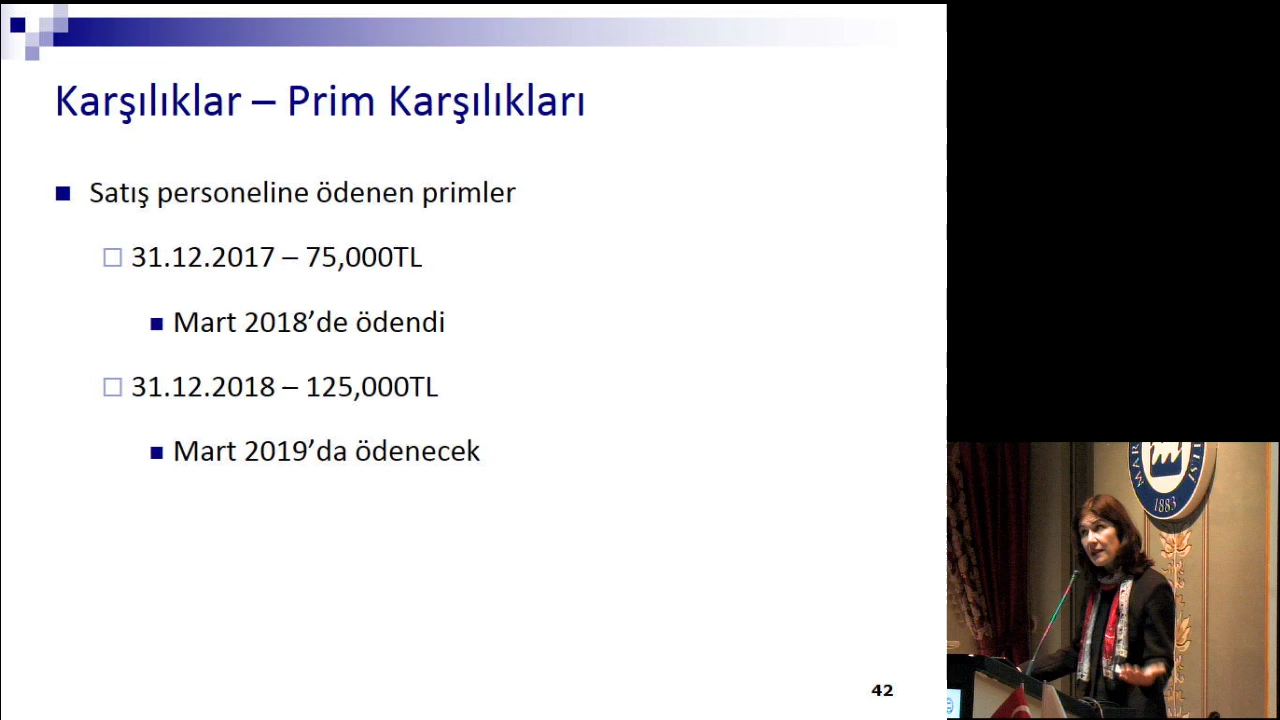 Karşılıklar – Prim Karşılıkları
Satış personeline ödenen primler
31.12.2017 – 75,000TL
Mart 2018’de ödendi
31.12.2018 – 125,000TL
Mart 2019’da ödenecek
42
1883